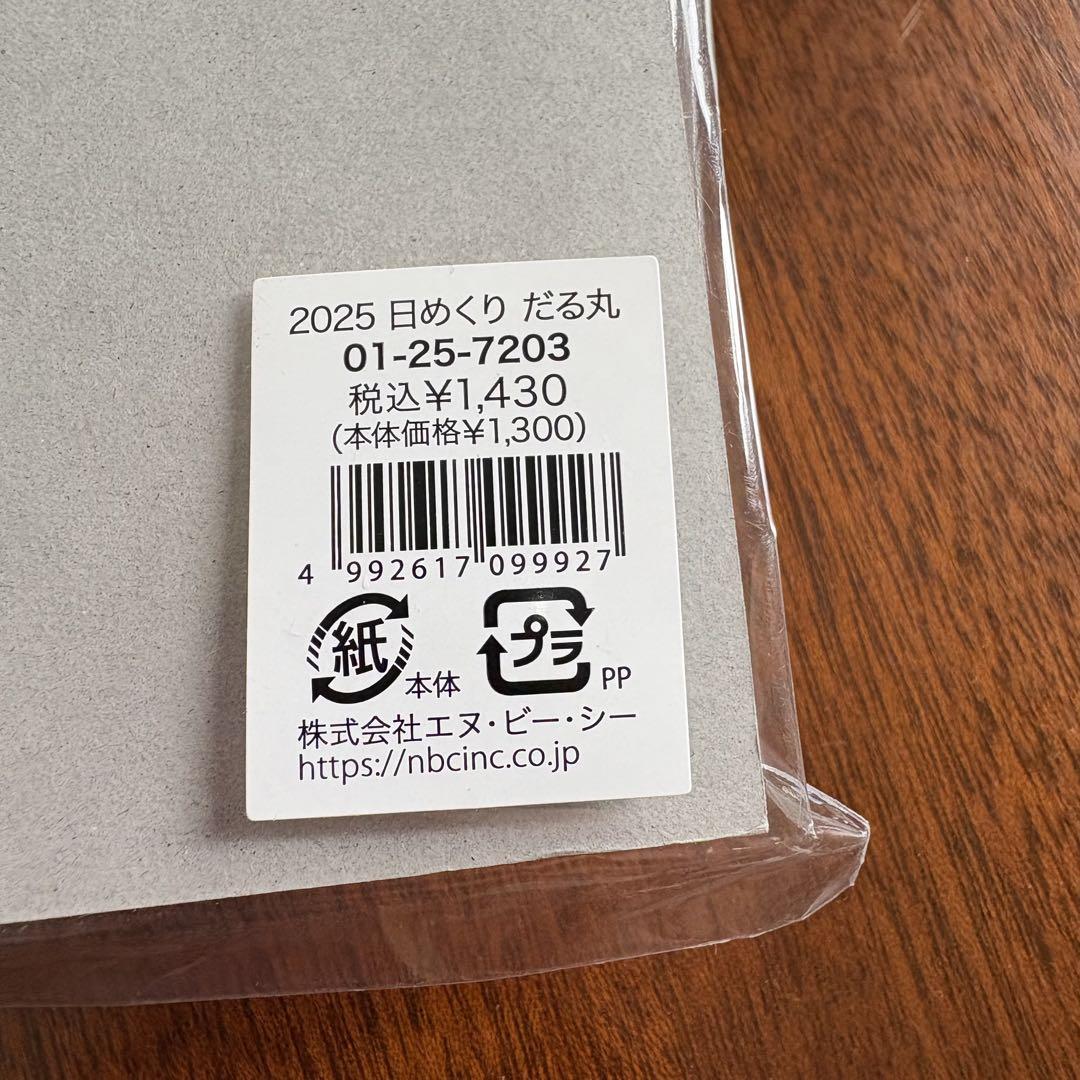 2025 日めくり だる丸
01-25-7203
税込¥1,430
(本体価格¥1,300)
4 992617 099927
紙 本体 プラ PP
株式会社エヌ・ビー・シー
https://nbcinc.co.jp